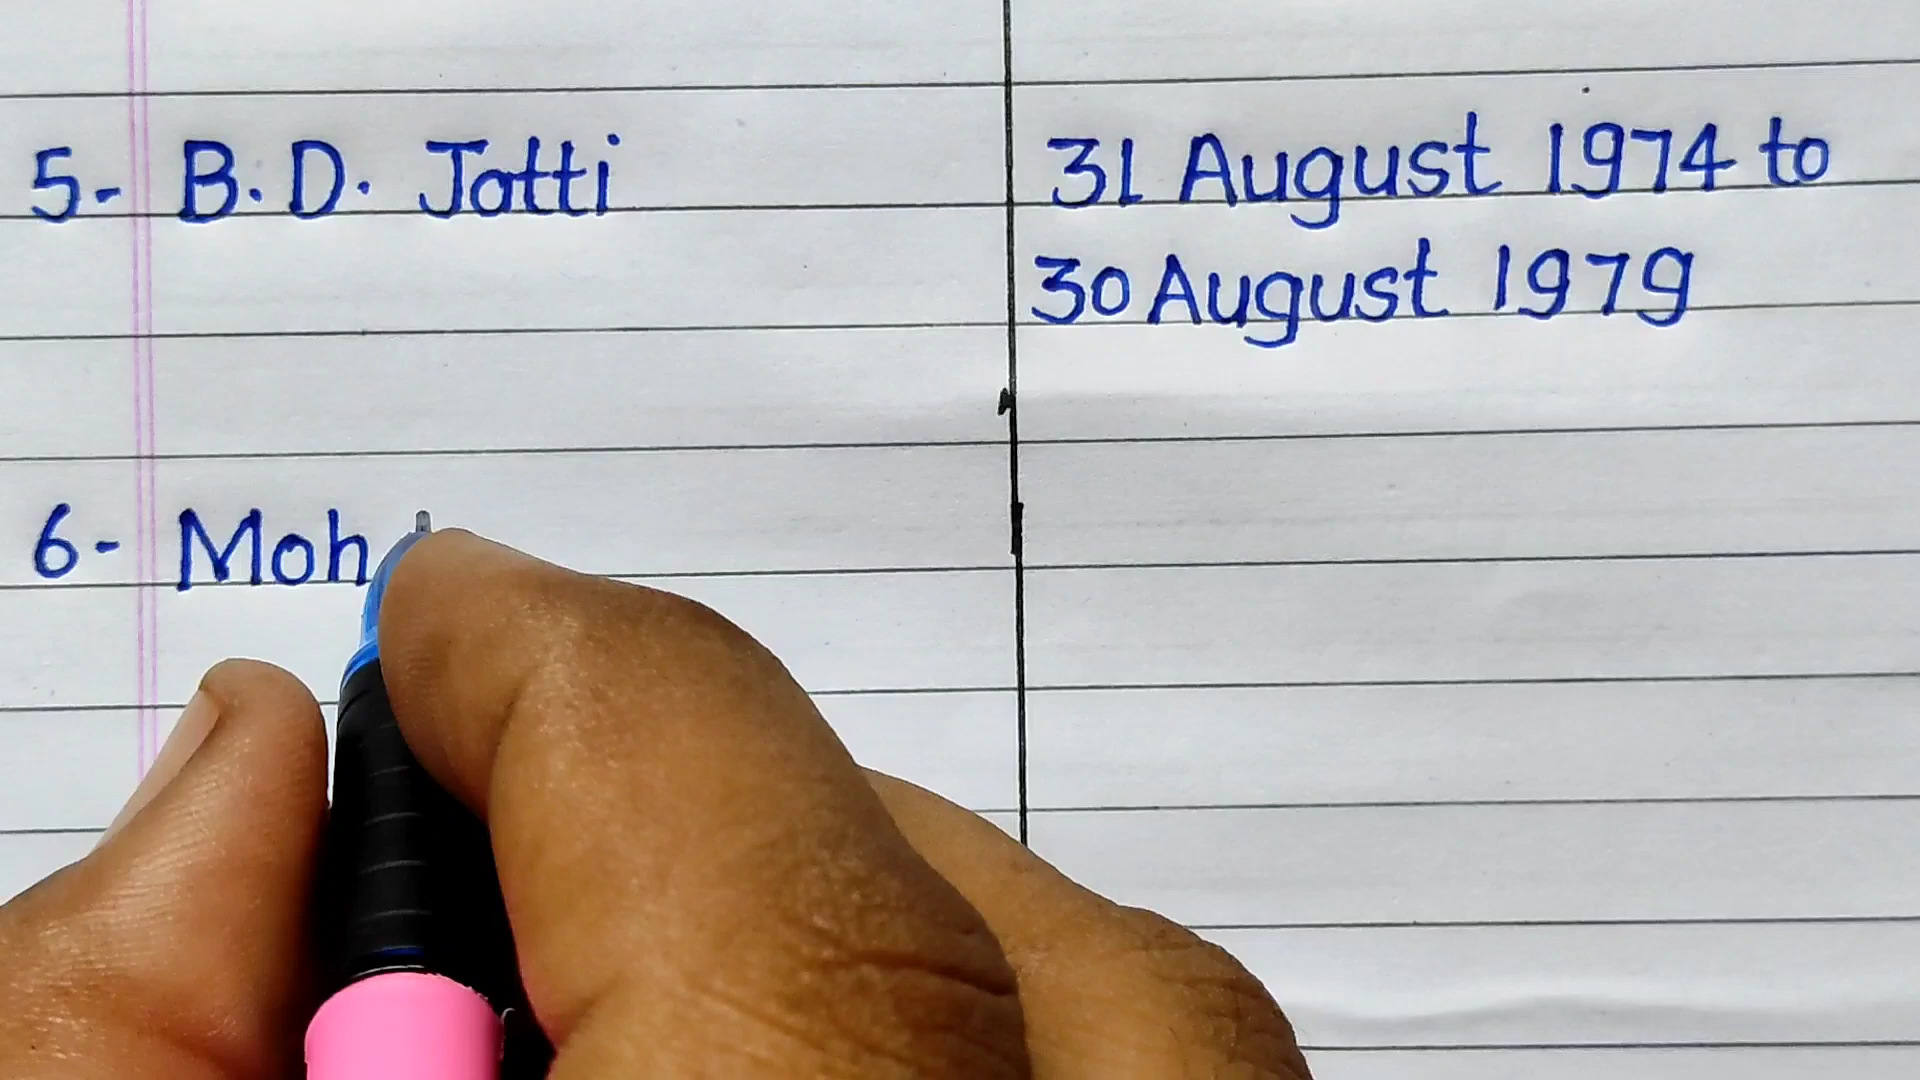 5- B. D. Jatti
31 August 1974 to
30 August 1979
6- Moh